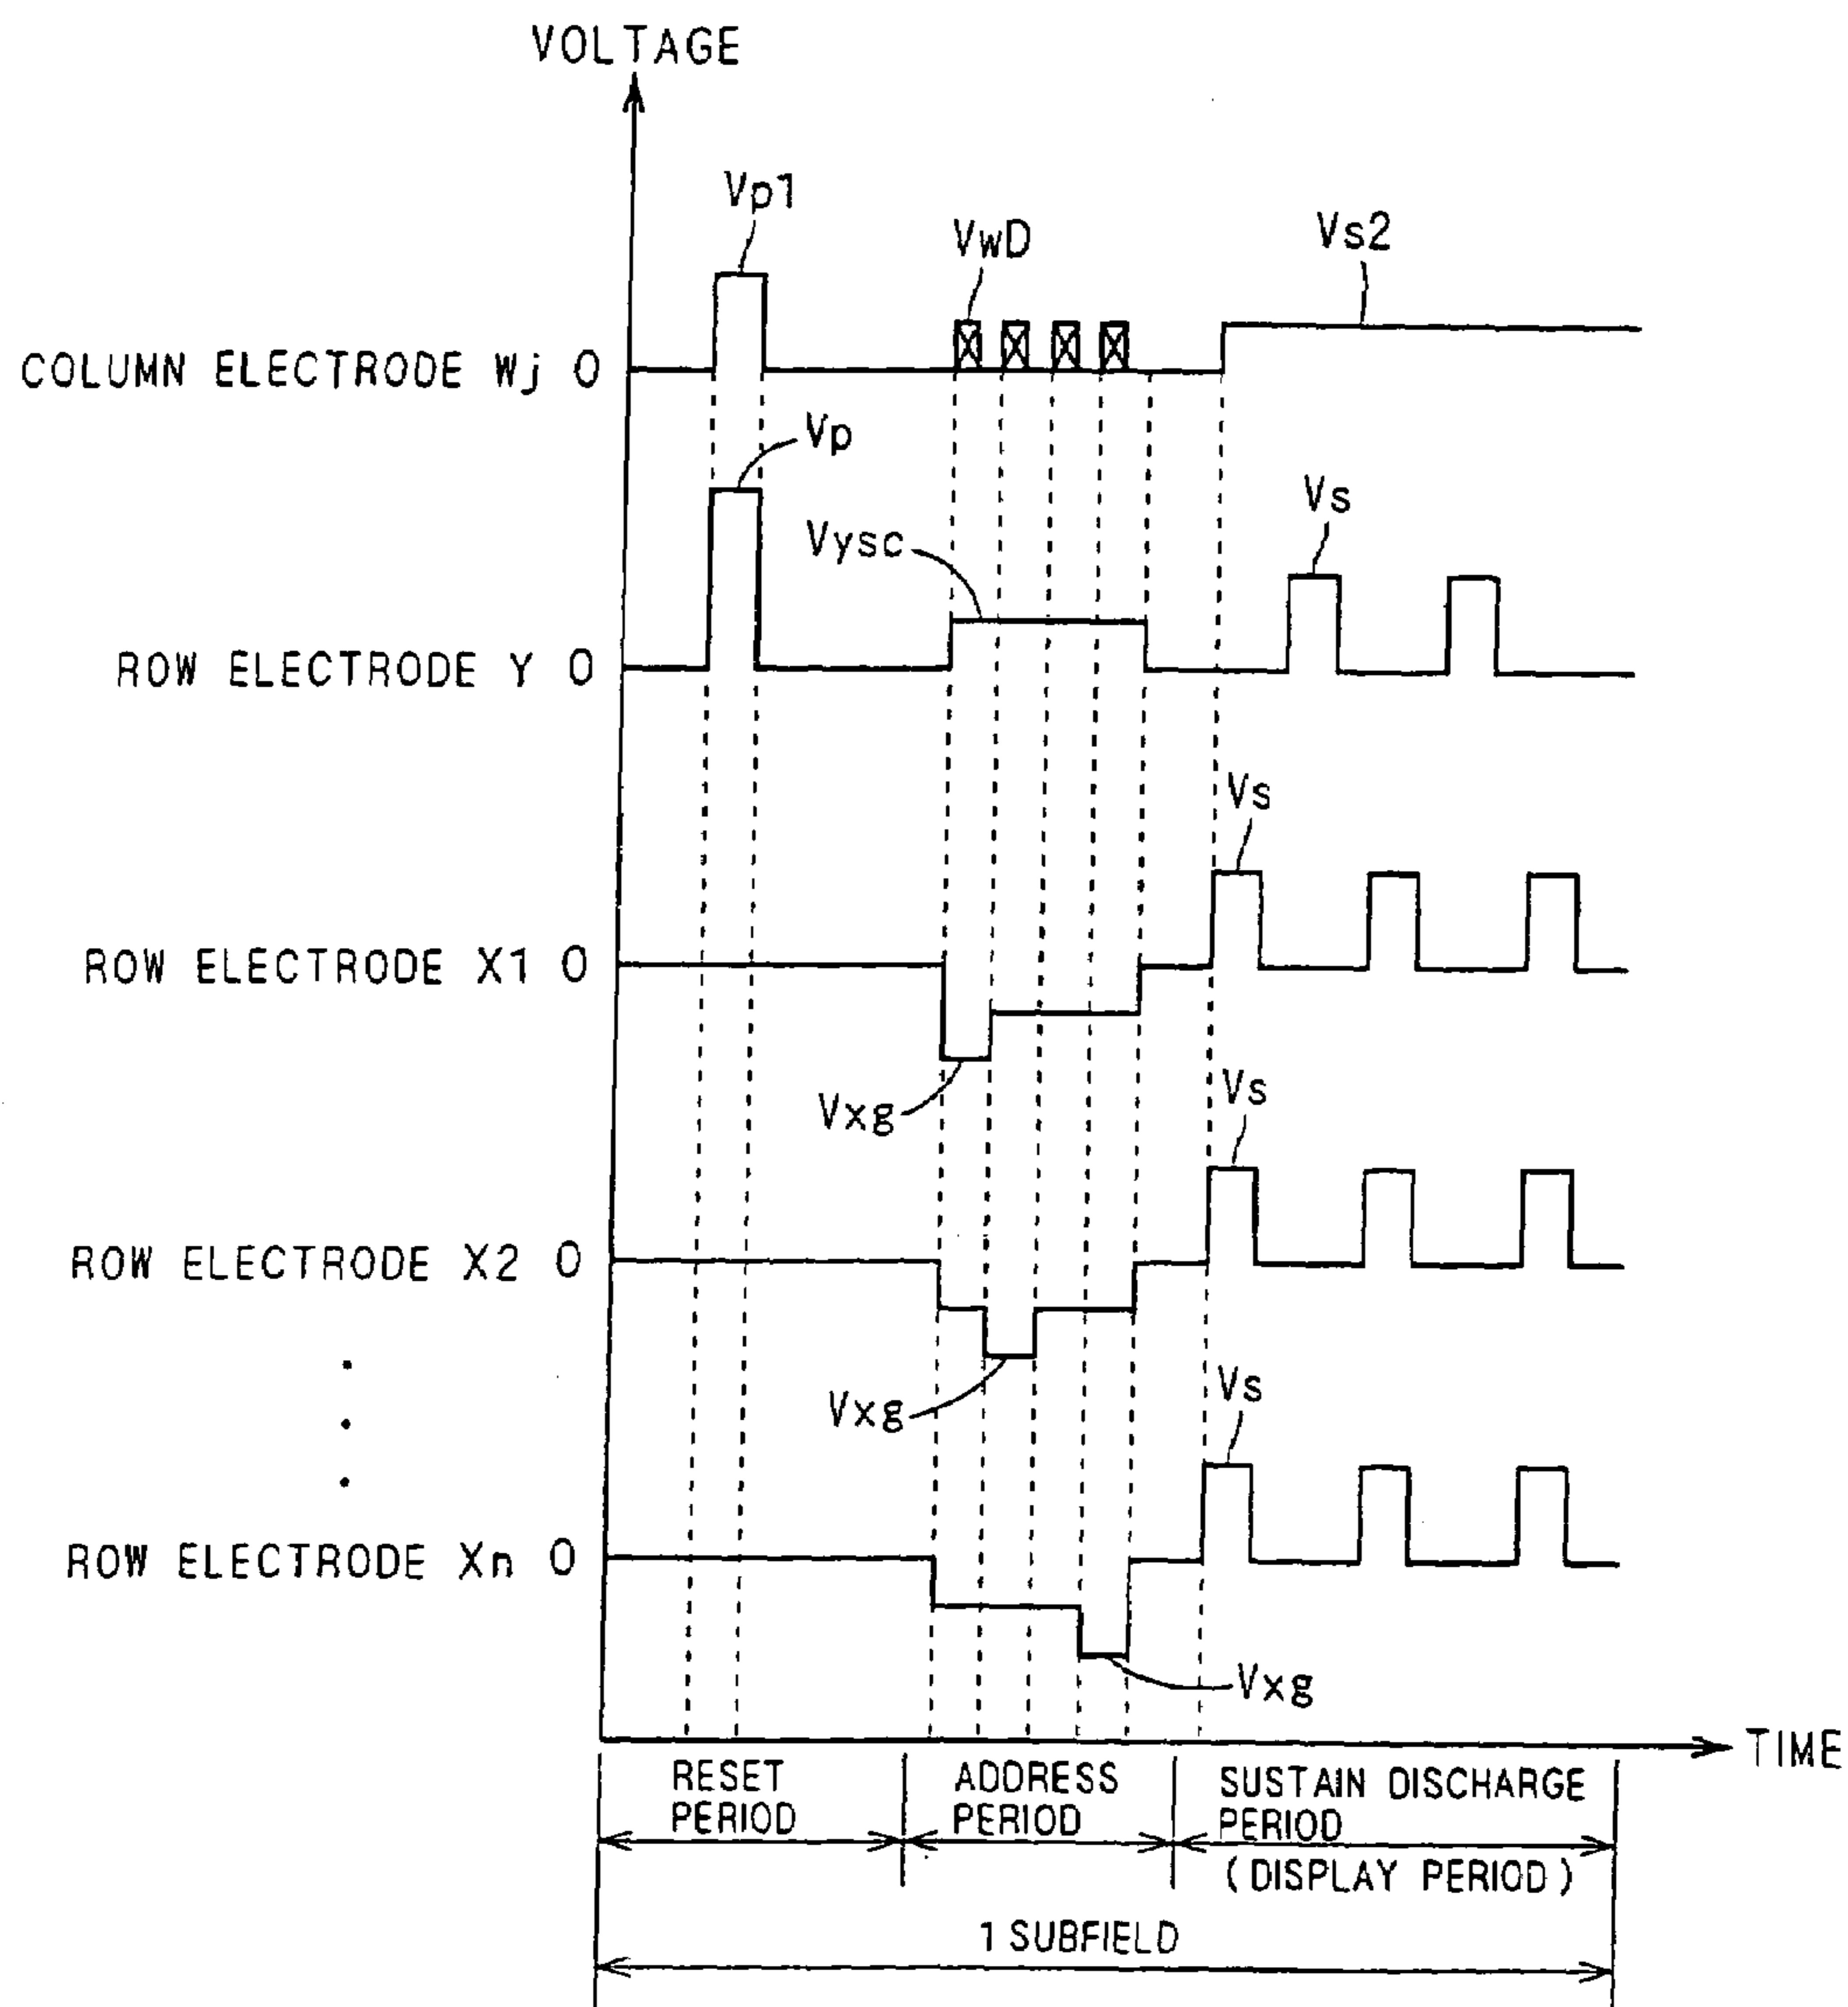 VOLTAGE
Vp1
VwD
Vs2
COLUMN ELECTRODE Wj 0
Vp
Vysc
Vs
ROW ELECTRODE Y 0
Vs
ROW ELECTRODE X1 0
Vxg
Vs
ROW ELECTRODE X2 0
Vxg
Vs
ROW ELECTRODE Xn 0
Vxg
TIME
RESET PERIOD
ADDRESS PERIOD
SUSTAIN DISCHARGE PERIOD
(DISPLAY PERIOD)
1 SUBFIELD